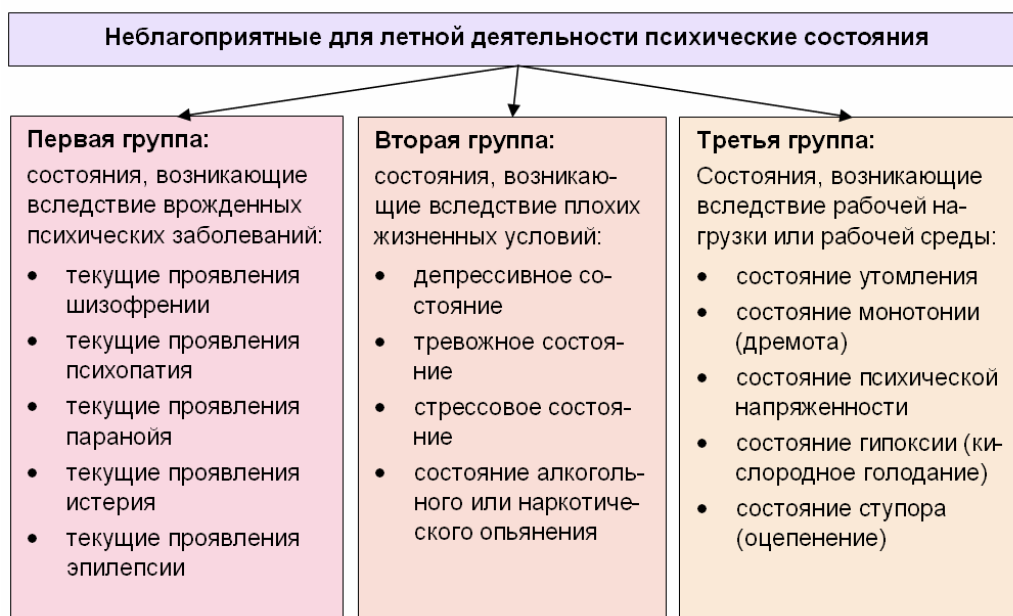 Неблагоприятные для летной деятельности психические состояния
Первая группа:
состояния, возникающие
вследствие врожденных
психических заболеваний:
• текущие проявления
шизофрении
• текущие проявления
психопатия
• текущие проявления
паранойя
• текущие проявления
истерия
• текущие проявления
эпилепсии
Вторая группа:
состояния, возникаю-
щие вследствие плохих
жизненных условий:
• депрессивное со-
стояние
• тревожное состоя-
ние
• стрессовое состоя-
ние
• состояние алкоголь-
ного или наркотиче-
ского опьянения
Третья группа:
Состояния, возникающие
вследствие рабочей на-
грузки или рабочей среды:
• состояние утомления
• состояние монотонии
(дремота)
• состояние психической
напряженности
• состояние гипоксии (ки-
слородное голодание)
• состояние ступора
(оцепенение)